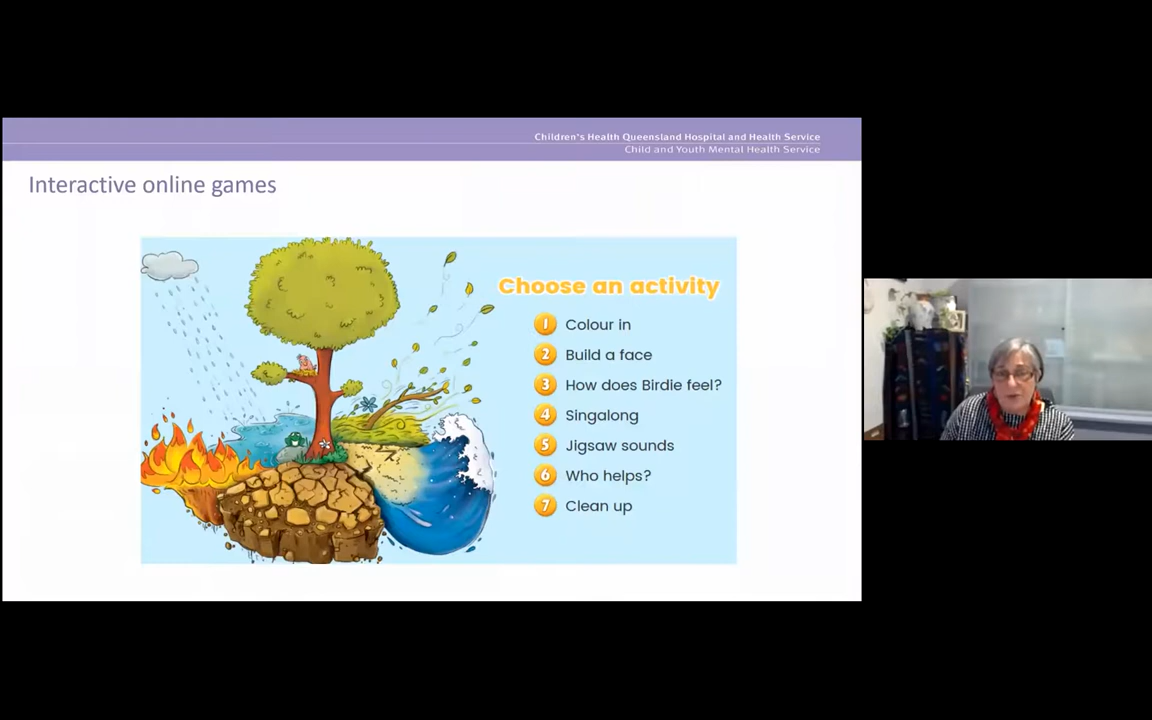 Children's Health Queensland Hospital and Health Service
Child and Youth Mental Health Service
Interactive online games
Choose an activity
1 Colour in
2 Build a face
3 How does Birdie feel?
4 Singalong
5 Jigsaw sounds
6 Who helps?
7 Clean up